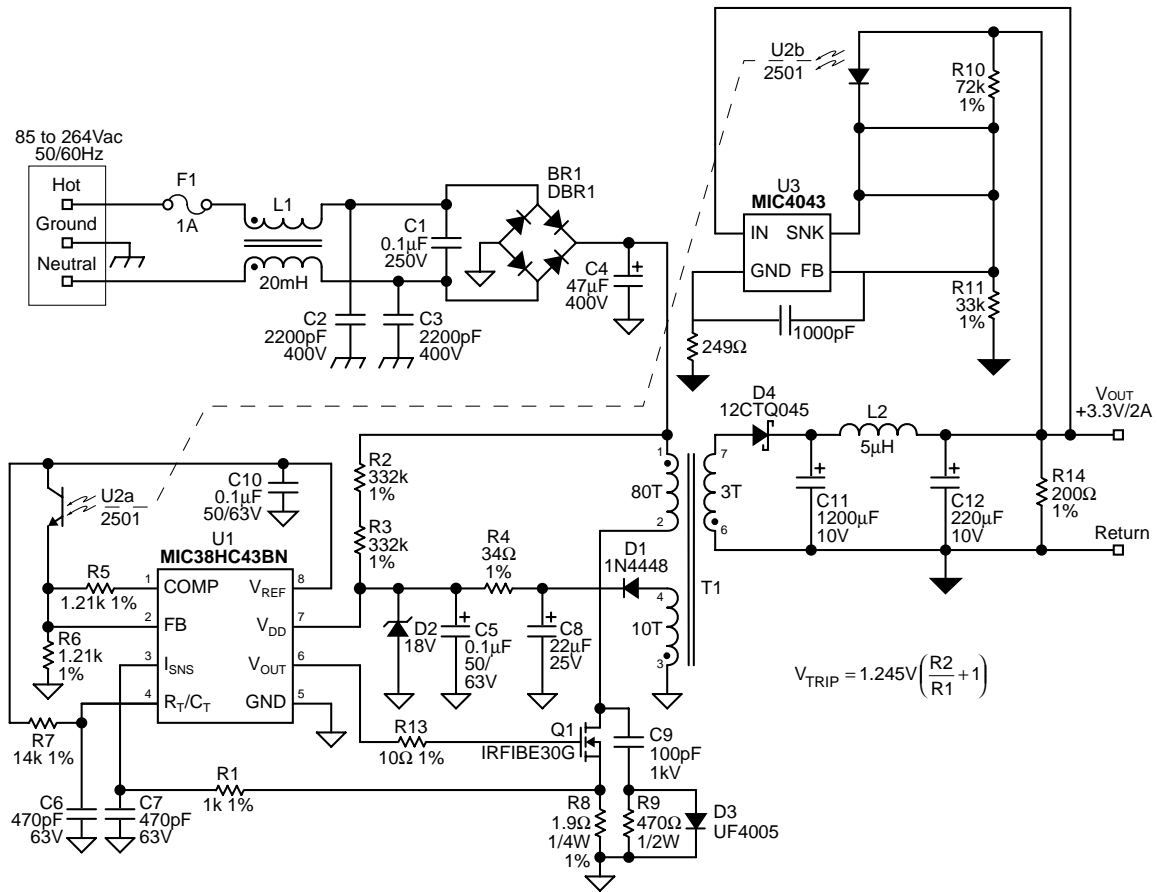 85 to 264Vac
50/60Hz
Hot
Ground
Neutral
F1
1A
L1
20mH
C1
0.1µF
250V
C2
2200pF
400V
C3
2200pF
400V
BR1
DBR1
C4
47µF
400V
U2b
2501
R10
72k
1%
U3
MIC4043
IN
SNK
GND
FB
R11
33k
1%
1000pF
249Ω
D4
12CTQ045
L2
5µH
VOUT
+3.3V/2A
C11
1200µF
10V
C12
220µF
10V
R14
200Ω
1%
Return
1
80T
2
7
3T
6
4
10T
3
T1
R2
332k
1%
R3
332k
1%
R4
34Ω
1%
D1
1N4448
D2
18V
C5
0.1µF
50/
63V
C8
22µF
25V
C10
0.1µF
50/63V
U2a
2501
U1
MIC38HC43BN
R5
1.21k 1%
R6
1.21k
1%
1
COMP
VREF
8
2
FB
VDD
7
3
ISNS
VOUT
6
4
RT/CT
GND
5
R7
14k 1%
C6
470pF
63V
C7
470pF
63V
R1
1k 1%
R13
10Ω 1%
Q1
IRFIBE30G
C9
100pF
1kV
R8
1.9Ω
1/4W
1%
R9
470Ω
1/2W
D3
UF4005
VTRIP = 1.245V(R2/R1 + 1)